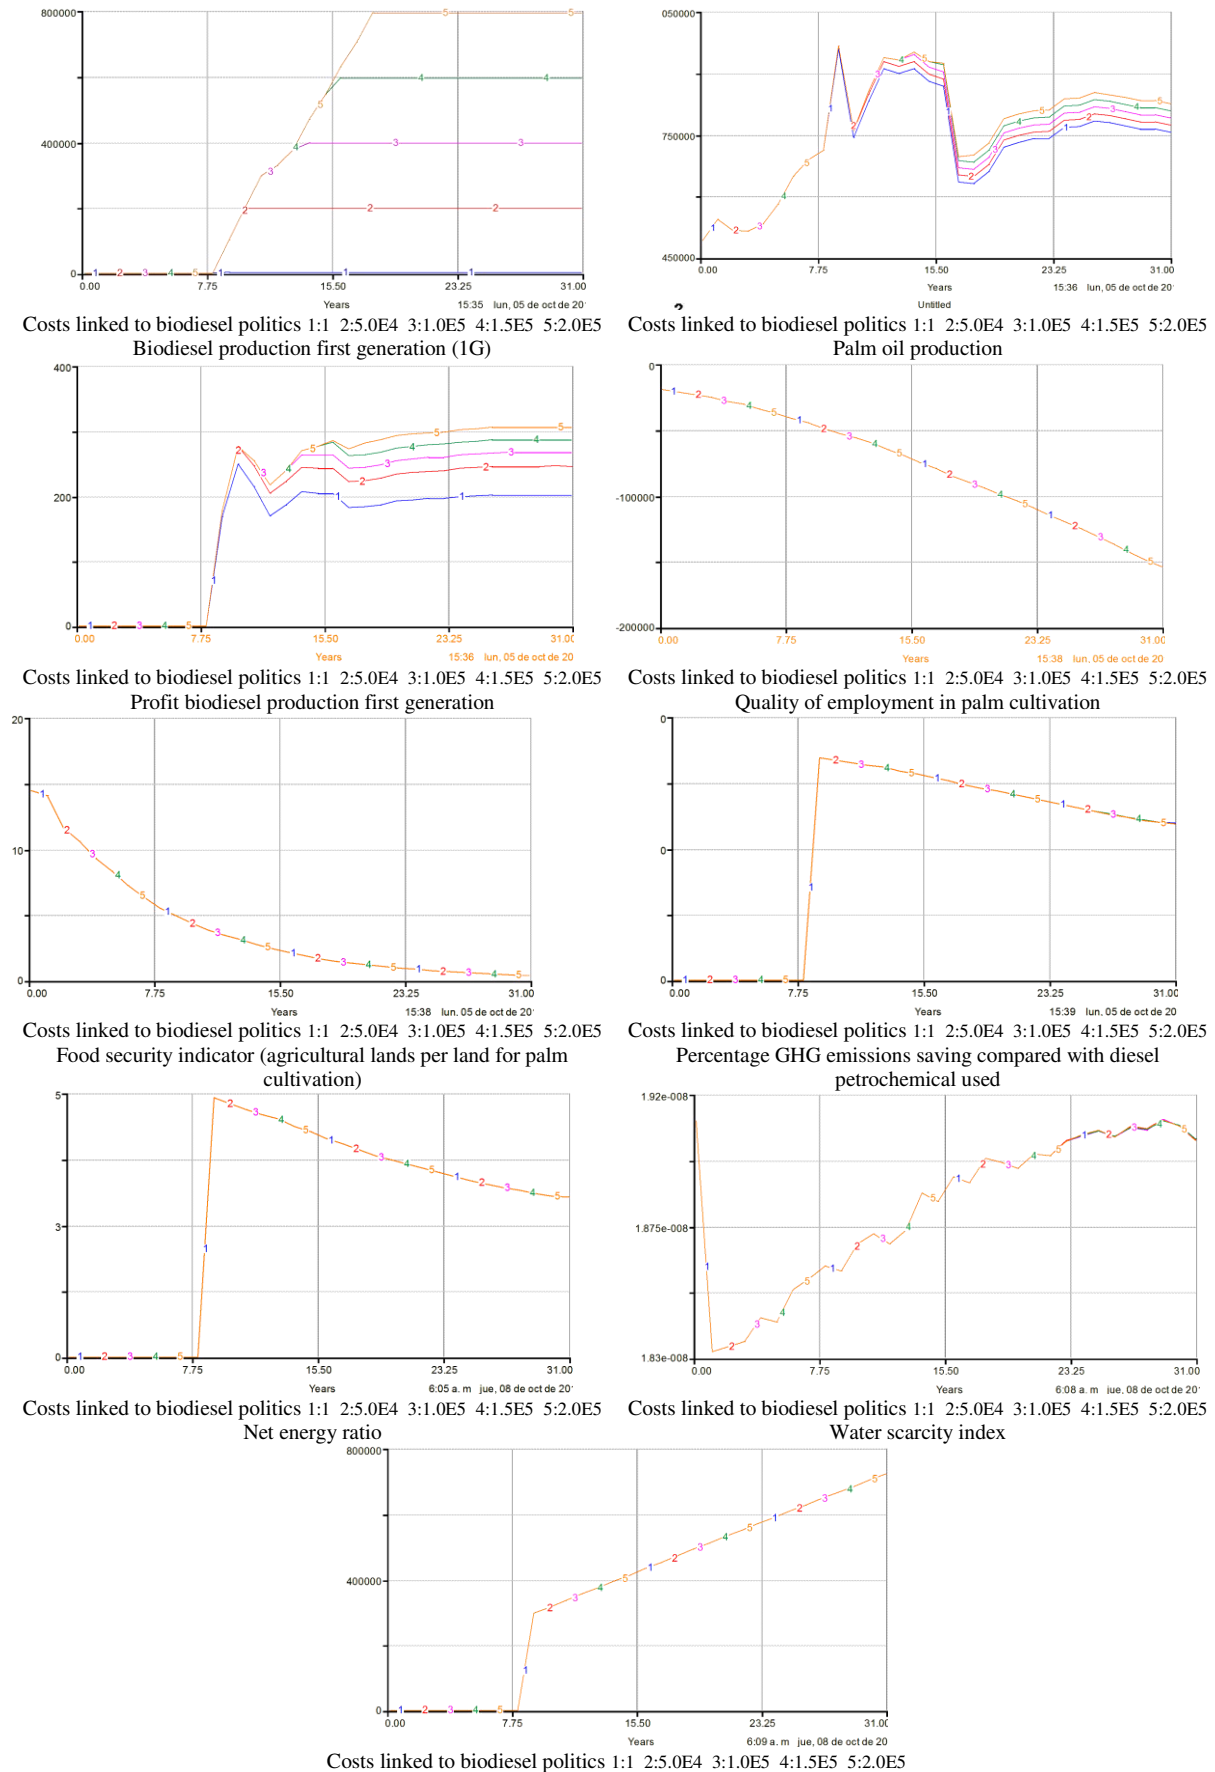 800000
400000
0
0.00 7.75 15.50 23.25 31.00
Years 15:35 lun, 05 de oct de 20
Costs linked to biodiesel politics 1:1 2:5.0E4 3:1.0E5 4:1.5E5 5:2.0E5
Biodiesel production first generation (1G)
050000
750000
450000
0.00 7.75 15.50 23.25 31.00
Years 15:36 lun, 05 de oct de 20
Untitled
Costs linked to biodiesel politics 1:1 2:5.0E4 3:1.0E5 4:1.5E5 5:2.0E5
Palm oil production
400
200
0
0.00 7.75 15.50 23.25 31.00
Years 15:36 lun, 05 de oct de 20
Costs linked to biodiesel politics 1:1 2:5.0E4 3:1.0E5 4:1.5E5 5:2.0E5
Profit biodiesel production first generation
0
-100000
-200000
0.00 7.75 15.50 23.25 31.00
Years 15:38 lun, 05 de oct de 20
Costs linked to biodiesel politics 1:1 2:5.0E4 3:1.0E5 4:1.5E5 5:2.0E5
Quality of employment in palm cultivation
20
10
0
0.00 7.75 15.50 23.25 31.00
Years 15:38 lun, 05 de oct de 20
Costs linked to biodiesel politics 1:1 2:5.0E4 3:1.0E5 4:1.5E5 5:2.0E5
Food security indicator (agricultural lands per land for palm
cultivation)
0
0
0
0.00 7.75 15.50 23.25 31.00
Years 15:39 lun, 05 de oct de 20
Costs linked to biodiesel politics 1:1 2:5.0E4 3:1.0E5 4:1.5E5 5:2.0E5
Percentage GHG emissions saving compared with diesel
petrochemical used
5
3
0
0.00 7.75 15.50 23.25 31.00
Years 6:05 a. m jue, 08 de oct de 20
Costs linked to biodiesel politics 1:1 2:5.0E4 3:1.0E5 4:1.5E5 5:2.0E5
Net energy ratio
1.92e-008
1.875e-008
1.83e-008
0.00 7.75 15.50 23.25 31.00
Years 6:08 a. m jue, 08 de oct de 20
Costs linked to biodiesel politics 1:1 2:5.0E4 3:1.0E5 4:1.5E5 5:2.0E5
Water scarcity index
800000
400000
0
0.00 7.75 15.50 23.25 31.00
Years 6:09 a. m jue, 08 de oct de 20
Costs linked to biodiesel politics 1:1 2:5.0E4 3:1.0E5 4:1.5E5 5:2.0E5